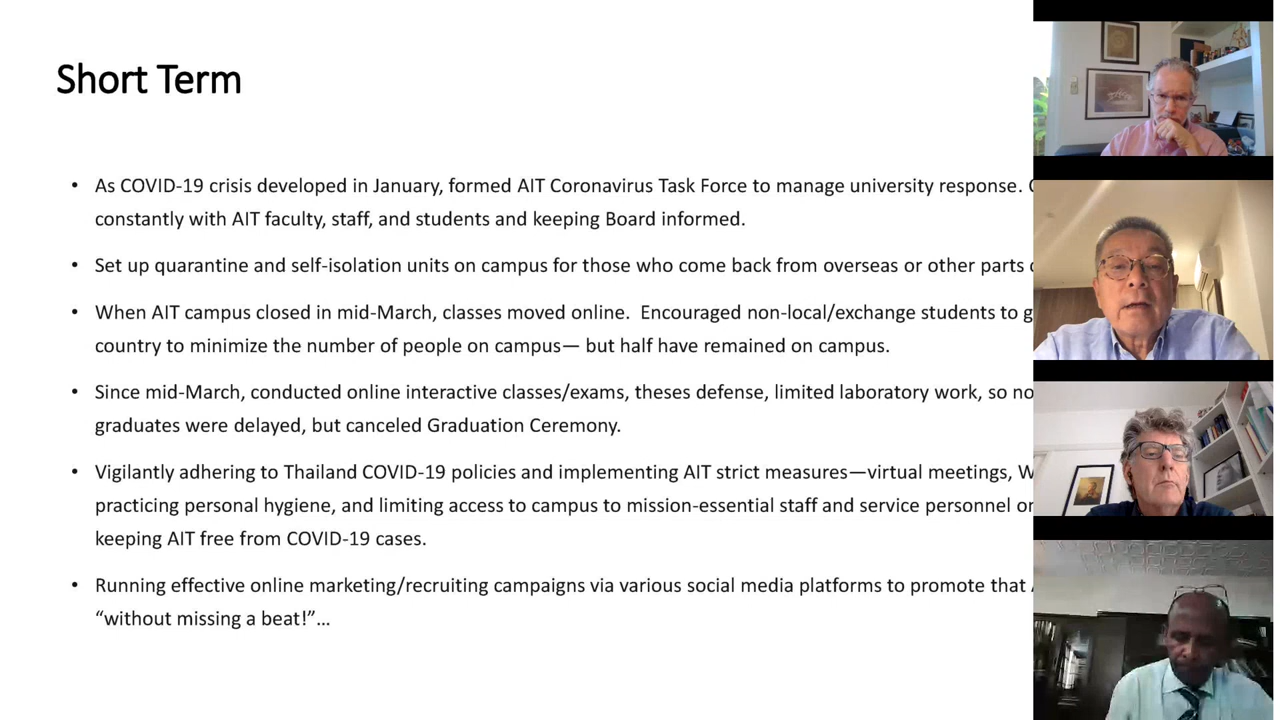 Short Term
• As COVID-19 crisis developed in January, formed AIT Coronavirus Task Force to manage university response.
constantly with AIT faculty, staff, and students and keeping Board informed.
• Set up quarantine and self-isolation units on campus for those who come back from overseas or other parts
• When AIT campus closed in mid-March, classes moved online.  Encouraged non-local/exchange students to
country to minimize the number of people on campus— but half have remained on campus.
• Since mid-March, conducted online interactive classes/exams, theses defense, limited laboratory work, so no
graduates were delayed, but canceled Graduation Ceremony.
• Vigilantly adhering to Thailand COVID-19 policies and implementing AIT strict measures—virtual meetings,
practicing personal hygiene, and limiting access to campus to mission-essential staff and service personnel
keeping AIT free from COVID-19 cases.
• Running effective online marketing/recruiting campaigns via various social media platforms to promote that
“without missing a beat!”…